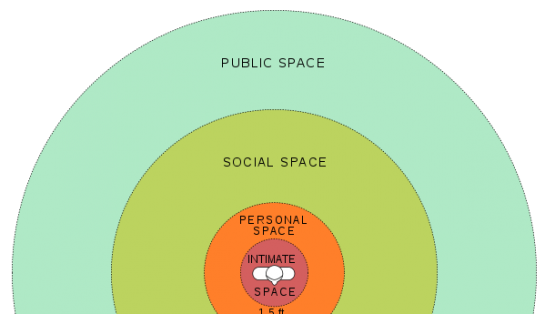 PUBLIC SPACE
SOCIAL SPACE
PERSONAL
SPACE
INTIMATE
SPACE
1.5 ft